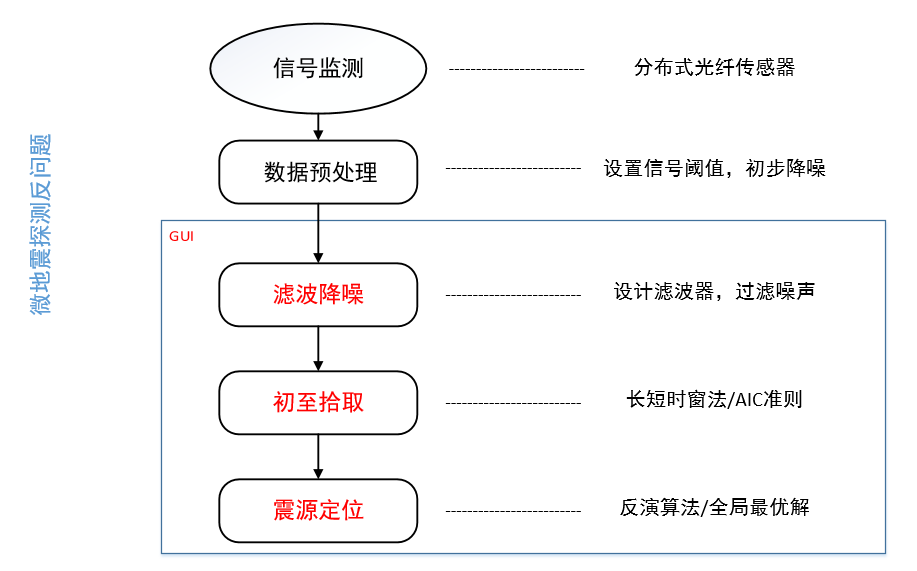 微地震探测反问题
信号监测
分布式光纤传感器
数据预处理
设置信号阈值，初步降噪
GUI
滤波降噪
设计滤波器，过滤噪声
初至拾取
长短时窗法/AIC准则
震源定位
反演算法/全局最优解